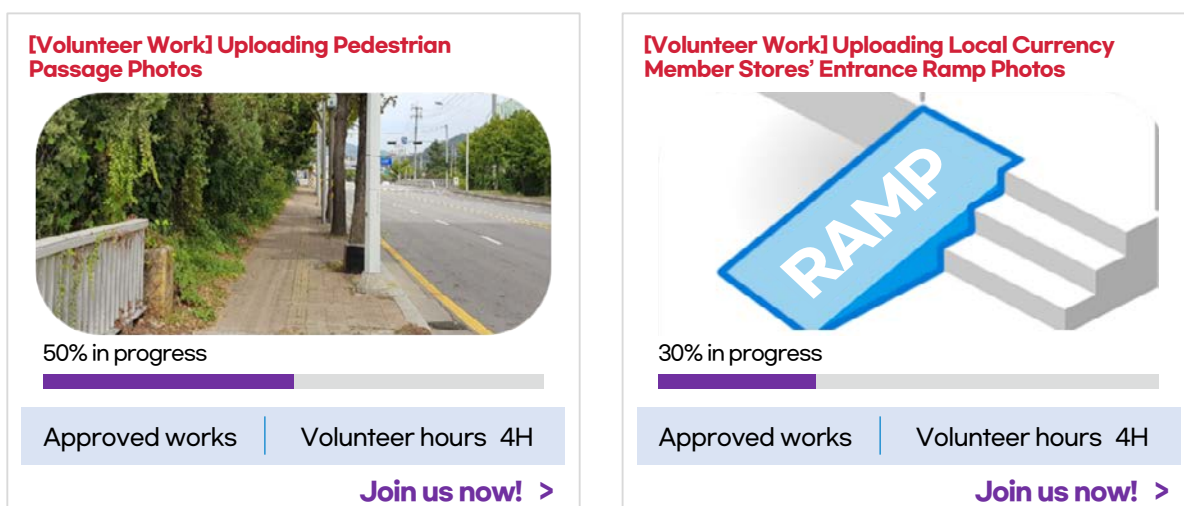 [Volunteer Work] Uploading Pedestrian
Passage Photos
50% in progress
Approved works
Volunteer hours 4H
Join us now! >
[Volunteer Work] Uploading Local Currency
Member Stores’ Entrance Ramp Photos
RAMP
30% in progress
Approved works
Volunteer hours 4H
Join us now! >